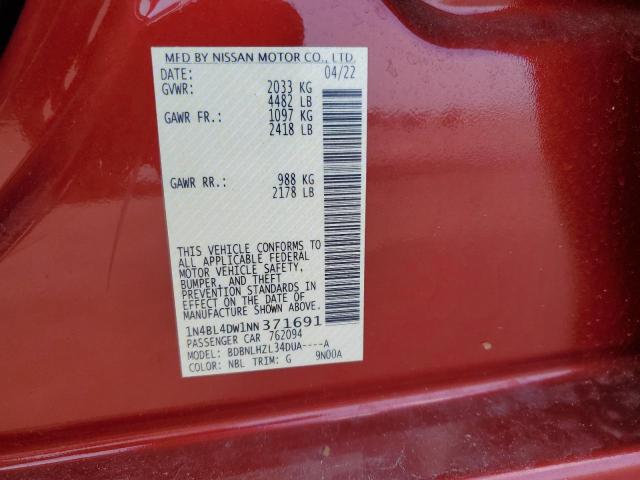 MFD BY NISSAN MOTOR CO., LTD.
DATE: 04/22
GVWR: 2033 KG
4482 LB
GAWR FR.: 1097 KG
2418 LB
GAWR RR.: 988 KG
2178 LB
THIS VEHICLE CONFORMS TO
ALL APPLICABLE FEDERAL
MOTOR VEHICLE SAFETY,
BUMPER, AND THEFT
PREVENTION STANDARDS IN
EFFECT ON THE DATE OF
MANUFACTURE SHOWN ABOVE.
1N4BL4DW1NN371691
PASSENGER CAR 762094
MODEL: BDBNLHZL34DUA----A
COLOR: NBL TRIM: G 9N00A